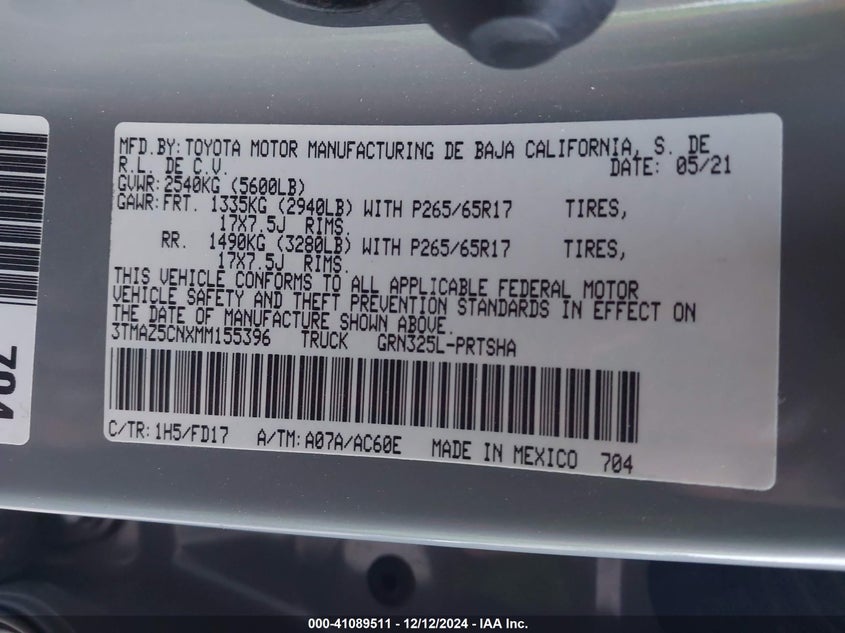 MFD.BY:TOYOTA MOTOR MANUFACTURING DE BAJA CALIFORNIA, S. DE
R.L. DE C.V. DATE: 05/21
GVWR:2540KG (5600LB)
GAWR:FRT. 1335KG (2940LB) WITH P265/65R17 TIRES,
17X7.5J RIMS.
RR. 1490KG (3280LB) WITH P265/65R17 TIRES,
17X7.5J RIMS.
THIS VEHICLE CONFORMS TO ALL APPLICABLE FEDERAL MOTOR
VEHICLE SAFETY AND THEFT PREVENTION STANDARDS IN EFFECT ON
THE DATE OF MANUFACTURE SHOWN ABOVE.
3TMAZ5CNXMM155396 TRUCK GRN325L-PRTSHA
C/TR:1H5/FD17 A/TM:A07A/AC60E MADE IN MEXICO 704
704
000-41089511 - 12/12/2024 - IAA Inc.